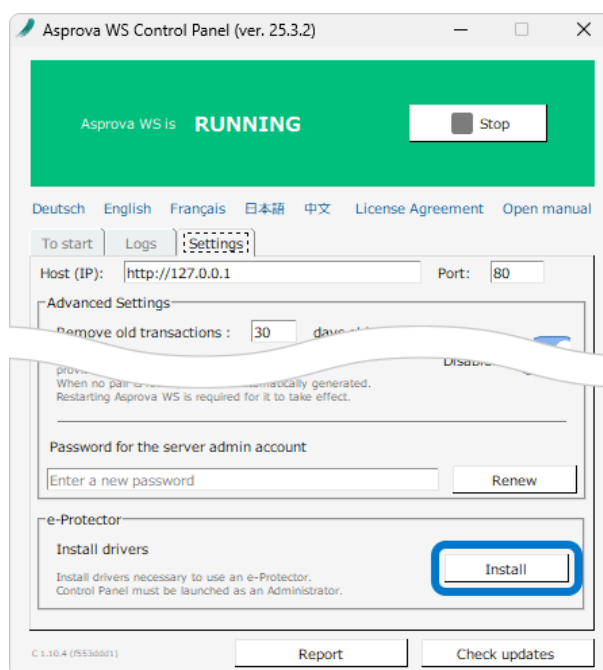 Asprova WS Control Panel (ver. 25.3.2)
Asprova WS is RUNNING
Stop
Deutsch English Français 日本語 中文 License Agreement Open manual
To start Logs Settings
Host (IP): http://127.0.0.1 Port: 80
Advanced Settings
Remove old transactions : 30 days
When no pair is generated.
Restarting Asprova WS is required for it to take effect.
Password for the server admin account
Enter a new password Renew
e-Protector
Install drivers
Install
Install drivers necessary to use an e-Protector.
Control Panel must be launched as an Administrator.
C 1.10.4 (f553ddd1) Report Check updates